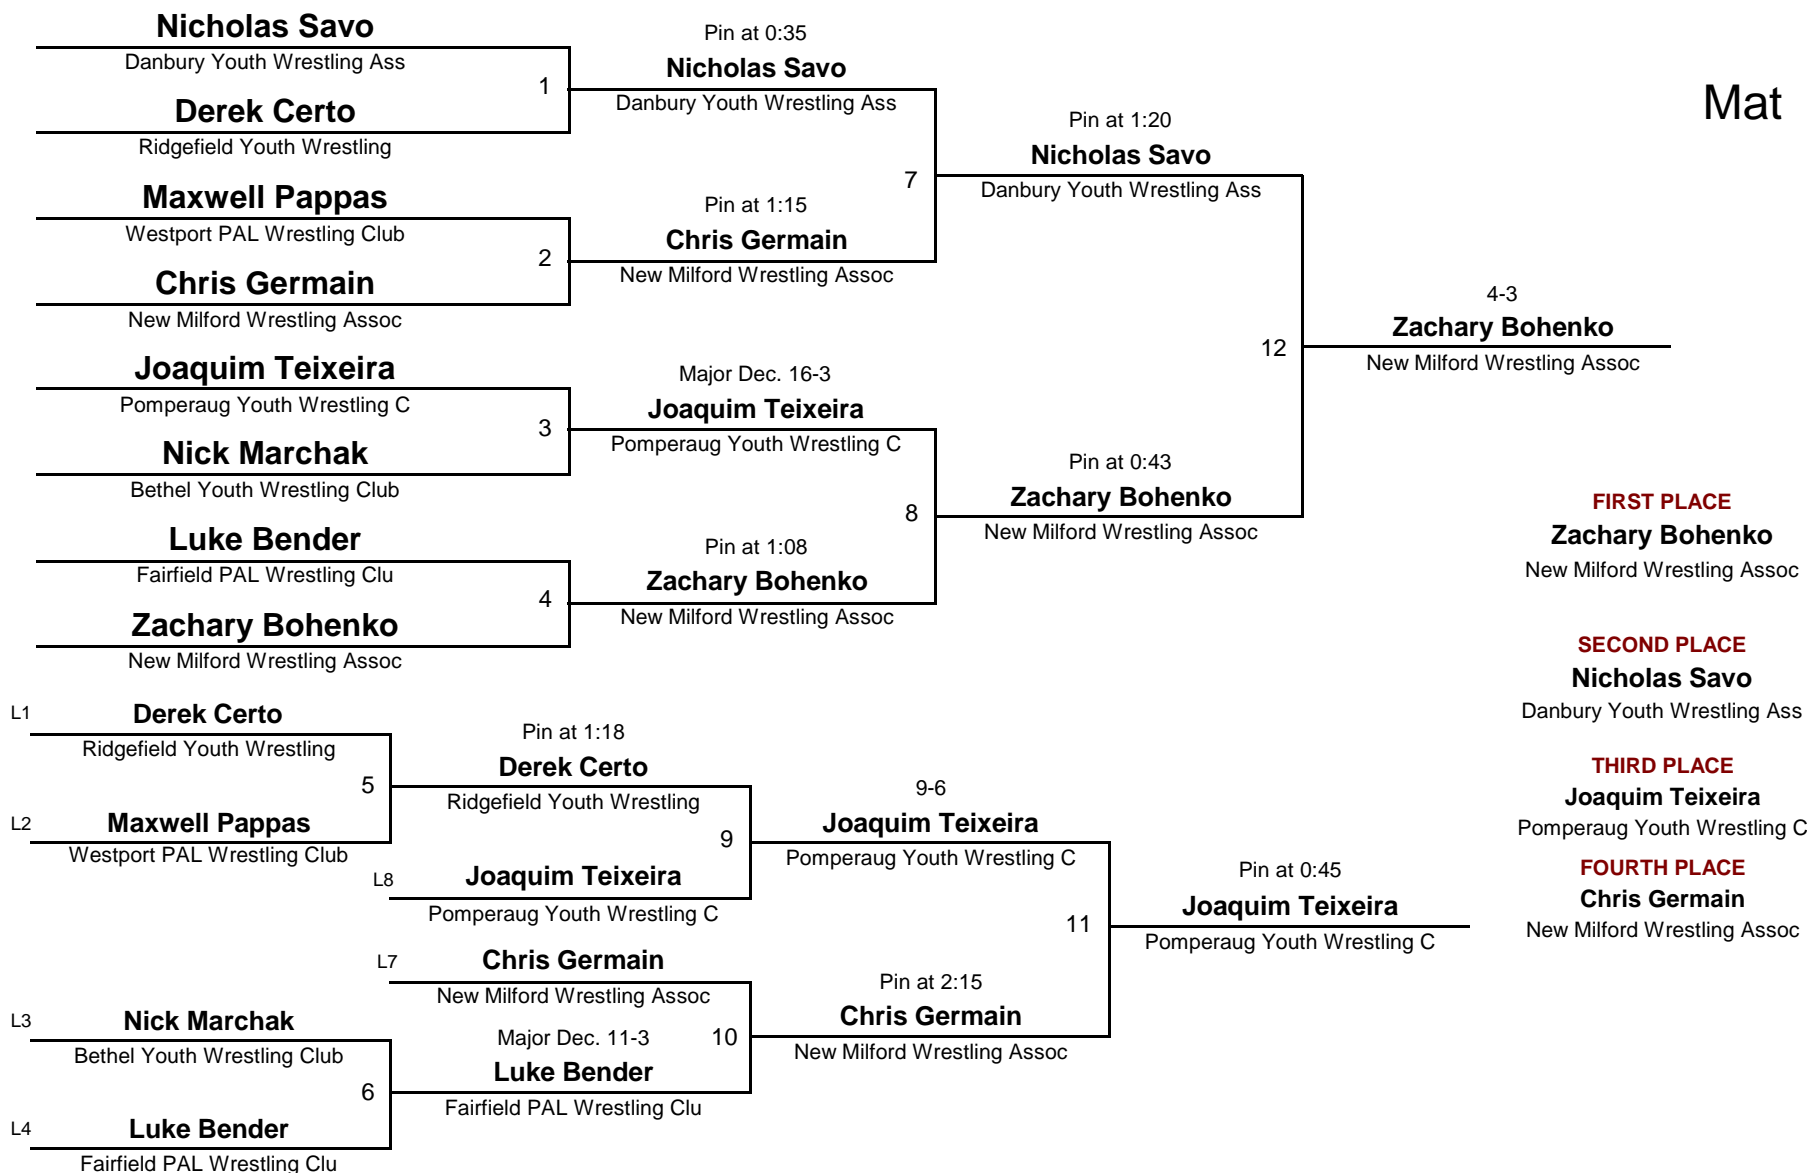 Nicholas Savo
Danbury Youth Wrestling Ass
1
Derek Certo
Ridgefield Youth Wrestling
Maxwell Pappas
Westport PAL Wrestling Club
2
Chris Germain
New Milford Wrestling Assoc
Joaquim Teixeira
Pomperaug Youth Wrestling C
3
Nick Marchak
Bethel Youth Wrestling Club
Luke Bender
Fairfield PAL Wrestling Clu
4
Zachary Bohenko
New Milford Wrestling Assoc
Pin at 0:35
Nicholas Savo
Danbury Youth Wrestling Ass
7
Pin at 1:15
Chris Germain
New Milford Wrestling Assoc
Major Dec. 16-3
Joaquim Teixeira
Pomperaug Youth Wrestling C
8
Pin at 1:08
Zachary Bohenko
New Milford Wrestling Assoc
Pin at 1:20
Nicholas Savo
Danbury Youth Wrestling Ass
12
Pin at 0:43
Zachary Bohenko
New Milford Wrestling Assoc
4-3
Zachary Bohenko
New Milford Wrestling Assoc
Mat
L1
Derek Certo
Ridgefield Youth Wrestling
5
L2
Maxwell Pappas
Westport PAL Wrestling Club
L3
Nick Marchak
Bethel Youth Wrestling Club
6
L4
Luke Bender
Fairfield PAL Wrestling Clu
Pin at 1:18
Derek Certo
Ridgefield Youth Wrestling
9
L8
Joaquim Teixeira
Pomperaug Youth Wrestling C
L7
Chris Germain
New Milford Wrestling Assoc
10
Major Dec. 11-3
Luke Bender
Fairfield PAL Wrestling Clu
9-6
Joaquim Teixeira
Pomperaug Youth Wrestling C
11
Pin at 2:15
Chris Germain
New Milford Wrestling Assoc
Pin at 0:45
Joaquim Teixeira
Pomperaug Youth Wrestling C
FIRST PLACE
Zachary Bohenko
New Milford Wrestling Assoc
SECOND PLACE
Nicholas Savo
Danbury Youth Wrestling Ass
THIRD PLACE
Joaquim Teixeira
Pomperaug Youth Wrestling C
FOURTH PLACE
Chris Germain
New Milford Wrestling Assoc